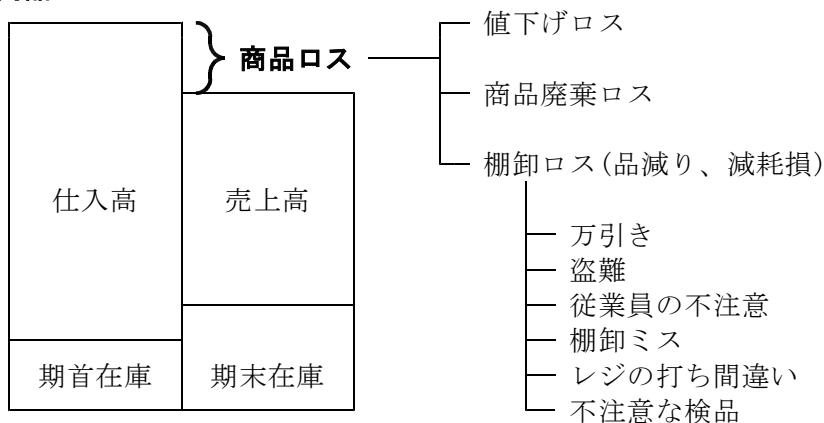 商品ロス
値下げロス
商品廃棄ロス
棚卸ロス(品減り、減耗損)
万引き
盗難
従業員の不注意
棚卸ミス
レジの打ち間違い
不注意な検品
仕入高
売上高
期首在庫
期末在庫